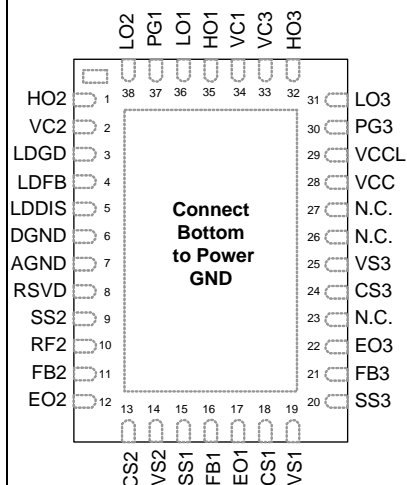 LO2 PG1 LO1 HO1 VC1 VC3 HO3
38 37 36 35 34 33 32
HO2 1
VC2 2
LDGD 3
LDFB 4
LDDIS 5
DGND 6
AGND 7
RSVD 8
SS2 9
RF2 10
FB2 11
EO2 12
Connect
Bottom
to Power
GND
31 LO3
30 PG3
29 VCCL
28 VCC
27 N.C.
26 N.C.
25 VS3
24 CS3
23 N.C.
22 EO3
21 FB3
20 SS3
13 14 15 16 17 18 19
CS2 VS2 SS1 FB1 EO1 CS1 VS1